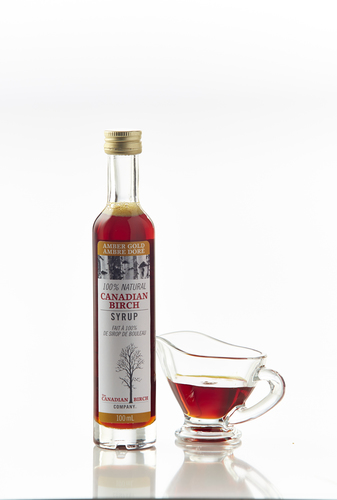 AMBER GOLD
AMBRE DORÉ
100% NATURAL
CANADIAN
BIRCH
SYRUP
FAIT À 100%
DE SIROP DE BOULEAU
THE
CANADIAN BIRCH
COMPANY
100 mL